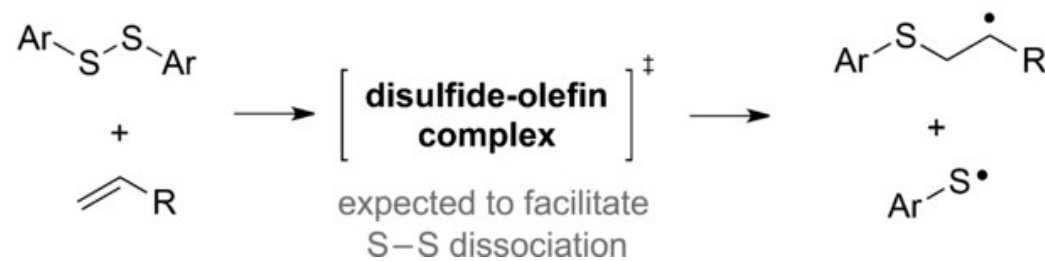 Ar S S Ar
+
R
[ disulfide-olefin complex ]‡
expected to facilitate
S–S dissociation
Ar S • R
+
Ar S•